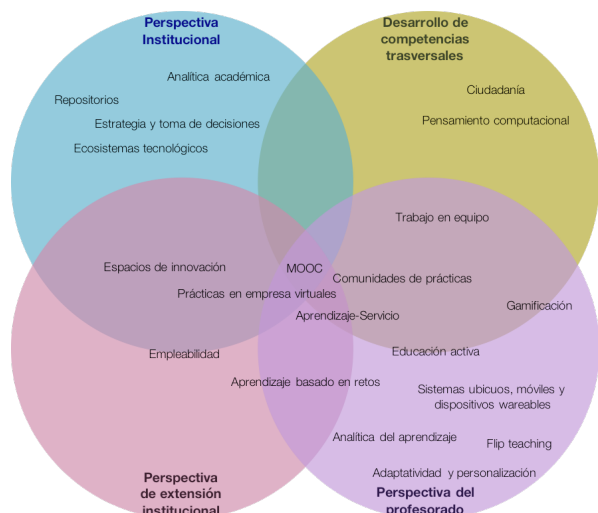 Perspectiva
Institucional
Desarrollo de
competencias
trasversales
Analítica académica
Ciudadanía
Repositorios
Estrategia y toma de decisiones
Pensamiento computacional
Ecosistemas tecnológicos
Trabajo en equipo
Espacios de innovación
MOOC
Comunidades de prácticas
Prácticas en empresa virtuales
Gamificación
Aprendizaje-Servicio
Empleabilidad
Educación activa
Aprendizaje basado en retos
Sistemas ubicuos, móviles y
dispositivos wareables
Analítica del aprendizaje
Flip teaching
Adaptatividad y personalización
Perspectiva
de extensión
institucional
Perspectiva del
profesorado